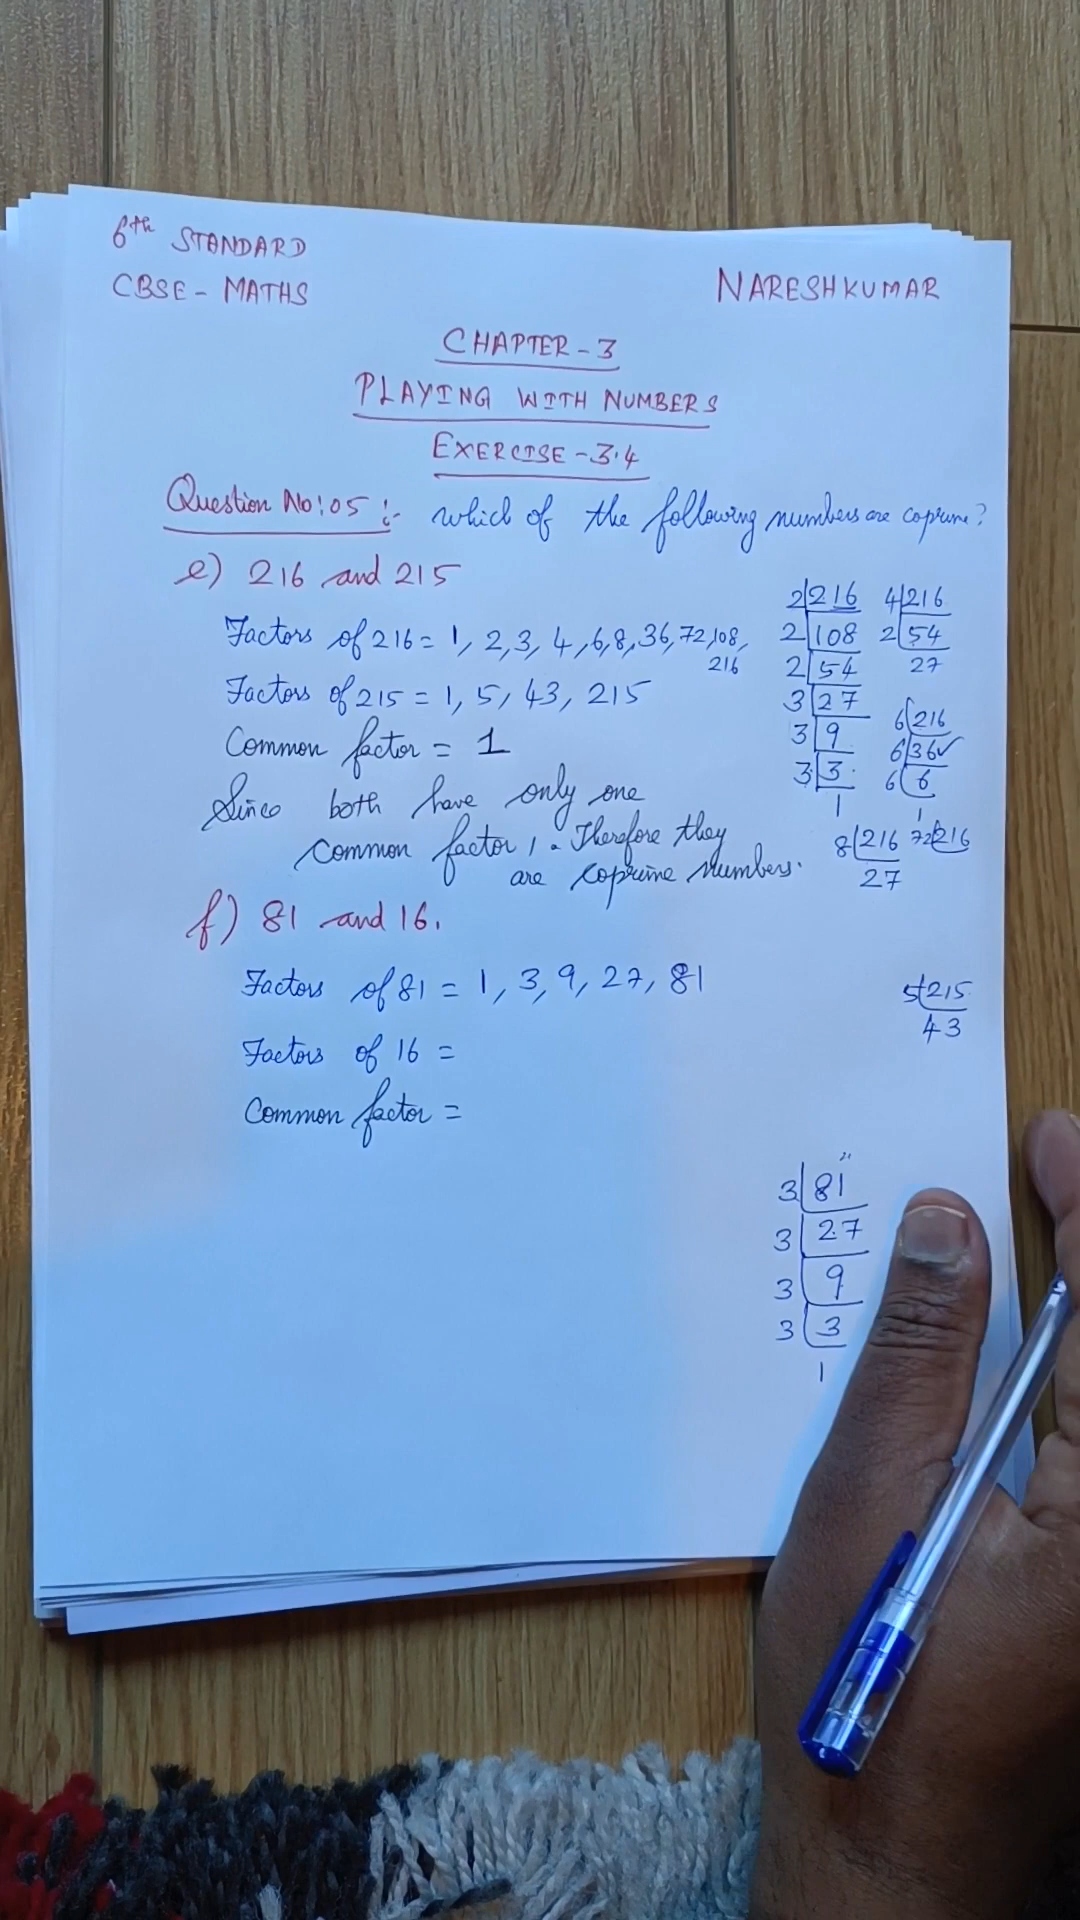 6th STANDARD
CBSE - MATHS
NARESHKUMAR
CHAPTER - 3
PLAYING WITH NUMBERS
EXERCISE - 3.4
Question No: 05 :- which of the following numbers are coprime?
e) 216 and 215
Factors of 216 = 1, 2, 3, 4, 6, 8, 36, 72, 108,
216
Factors of 215 = 1, 5, 43, 215
Common factor = 1
Since both have only one
common factor 1. Therefore they
are coprime numbers.
f) 81 and 16.
Factors of 81 = 1, 3, 9, 27, 81
Factors of 16 =
Common factor =
2 216
2 108
2 54
3 27
3 9
3 3
1
4 216
2 54
27
6 216
6 36 ✓
6 6
1
8 216
27
72 216
5 215
43
3 81
3 27
3 9
3 3
1